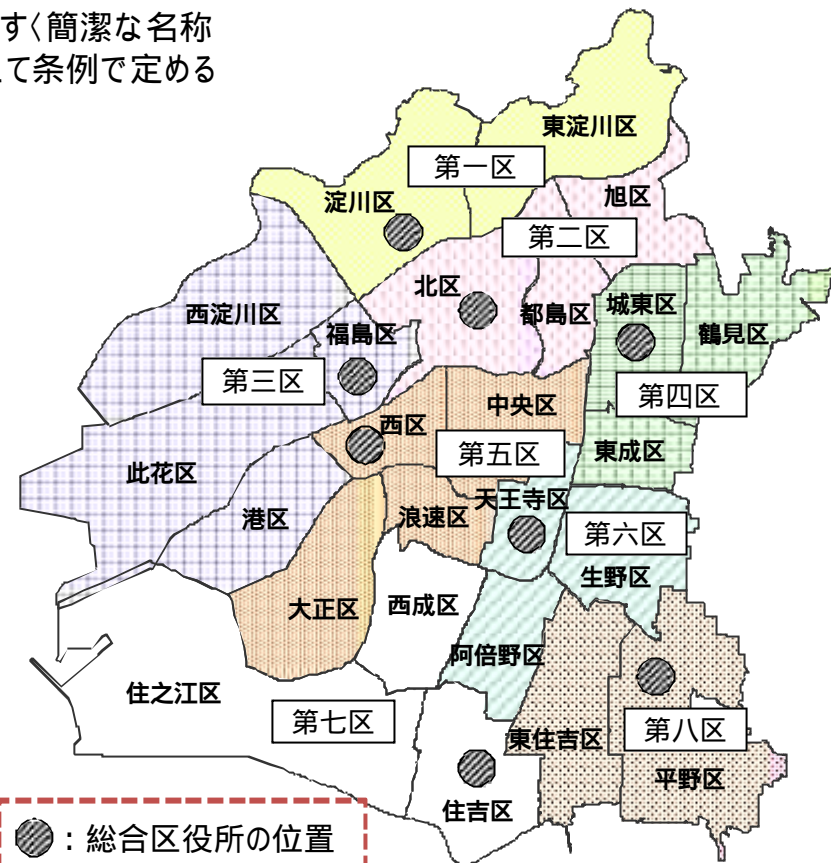 す〈簡潔な名称
て条例で定める
東淀川区
第一区
淀川区
旭区
第二区
北区
都島区
西淀川区
福島区
城東区
鶴見区
第三区
第四区
中央区
西区
第五区
東成区
此花区
港区
浪速区
天王寺区
第六区
生野区
大正区
西成区
阿倍野区
住之江区
第七区
東住吉区
第八区
平野区
住吉区
：総合区役所の位置